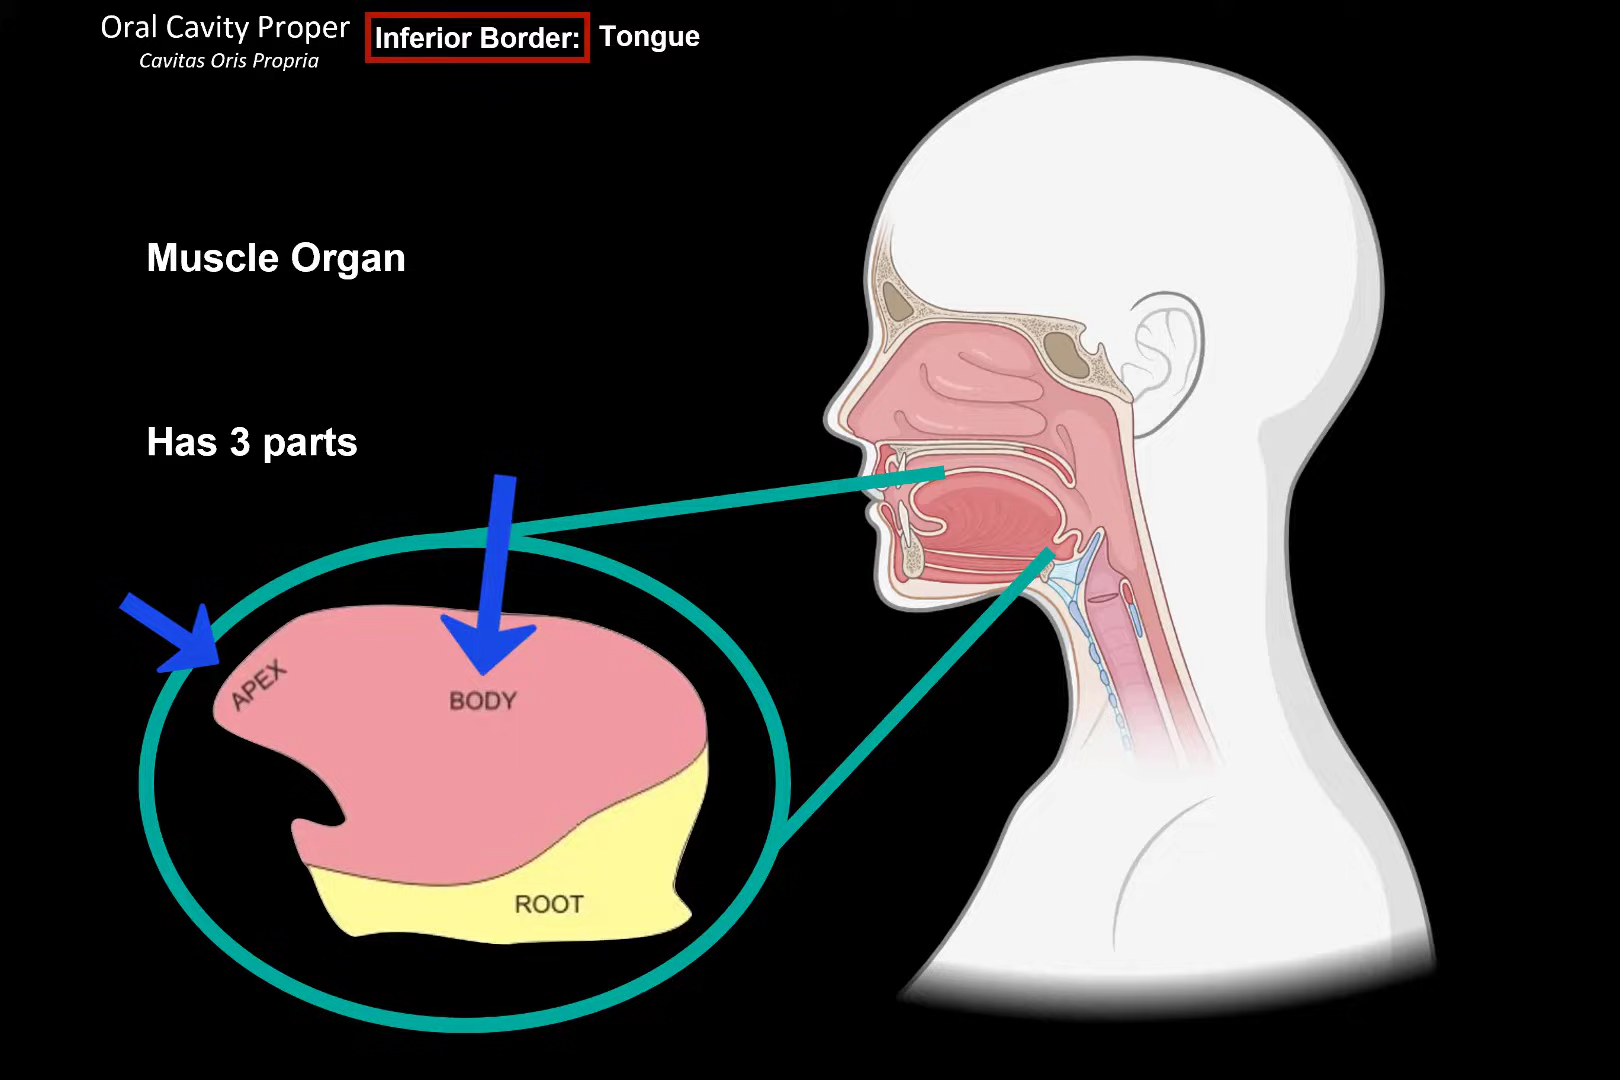 Oral Cavity Proper
Cavitas Oris Propria
Inferior Border: Tongue
Muscle Organ
Has 3 parts
APEX
BODY
ROOT